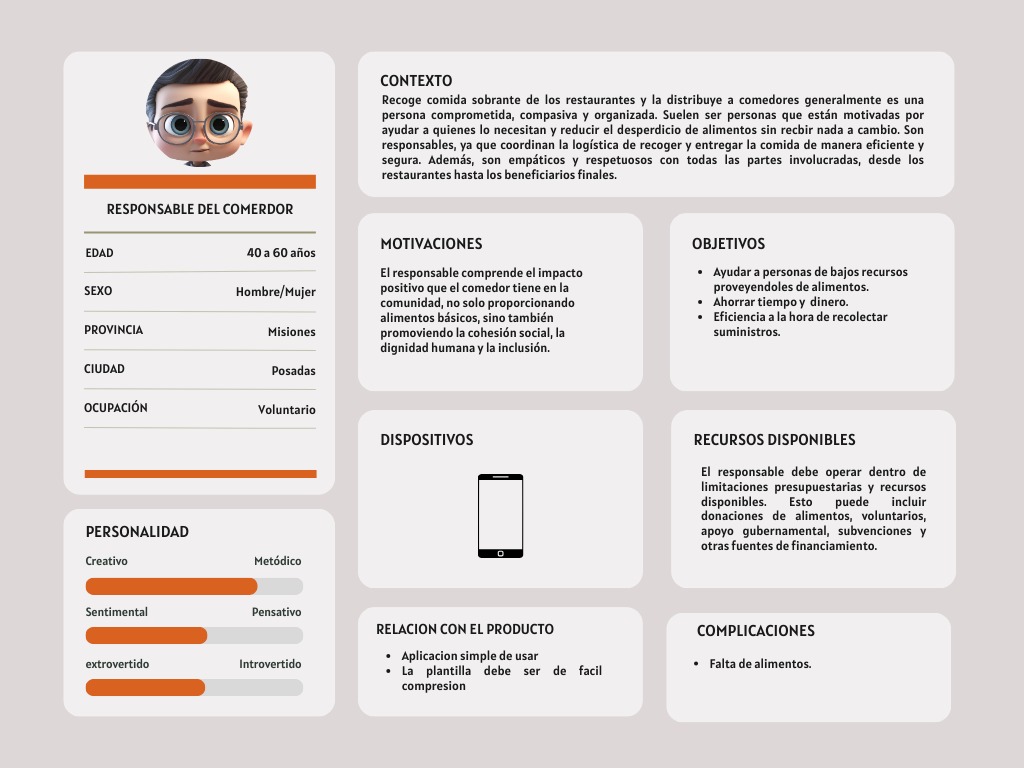 RESPONSABLE DEL COMERDOR
EDAD 40 a 60 años
SEXO Hombre/Mujer
PROVINCIA Misiones
CIUDAD Posadas
OCUPACIÓN Voluntario
PERSONALIDAD
Creativo Metódico
Sentimental Pensativo
extrovertido Introvertido
CONTEXTO
Recoge comida sobrante de los restaurantes y la distribuye a comedores generalmente es una
persona comprometida, compasiva y organizada. Suelen ser personas que están motivadas por
ayudar a quienes lo necesitan y reducir el desperdicio de alimentos sin recbir nada a cambio. Son
responsables, ya que coordinan la logística de recoger y entregar la comida de manera eficiente y
segura. Además, son empáticos y respetuosos con todas las partes involucradas, desde los
restaurantes hasta los beneficiarios finales.
MOTIVACIONES
El responsable comprende el impacto
positivo que el comedor tiene en la
comunidad, no solo proporcionando
alimentos básicos, sino también
promoviendo la cohesión social, la
dignidad humana y la inclusión.
OBJETIVOS
• Ayudar a personas de bajos recursos
proveyendoles de alimentos.
• Ahorrar tiempo y dinero.
• Eficiencia a la hora de recolectar
suministros.
DISPOSITIVOS
RECURSOS DISPONIBLES
El responsable debe operar dentro de
limitaciones presupuestarias y recursos
disponibles. Esto puede incluir
donaciones de alimentos, voluntarios,
apoyo gubernamental, subvenciones y
otras fuentes de financiamiento.
RELACION CON EL PRODUCTO
• Aplicacion simple de usar
• La plantilla debe ser de facil
compresion
COMPLICACIONES
• Falta de alimentos.